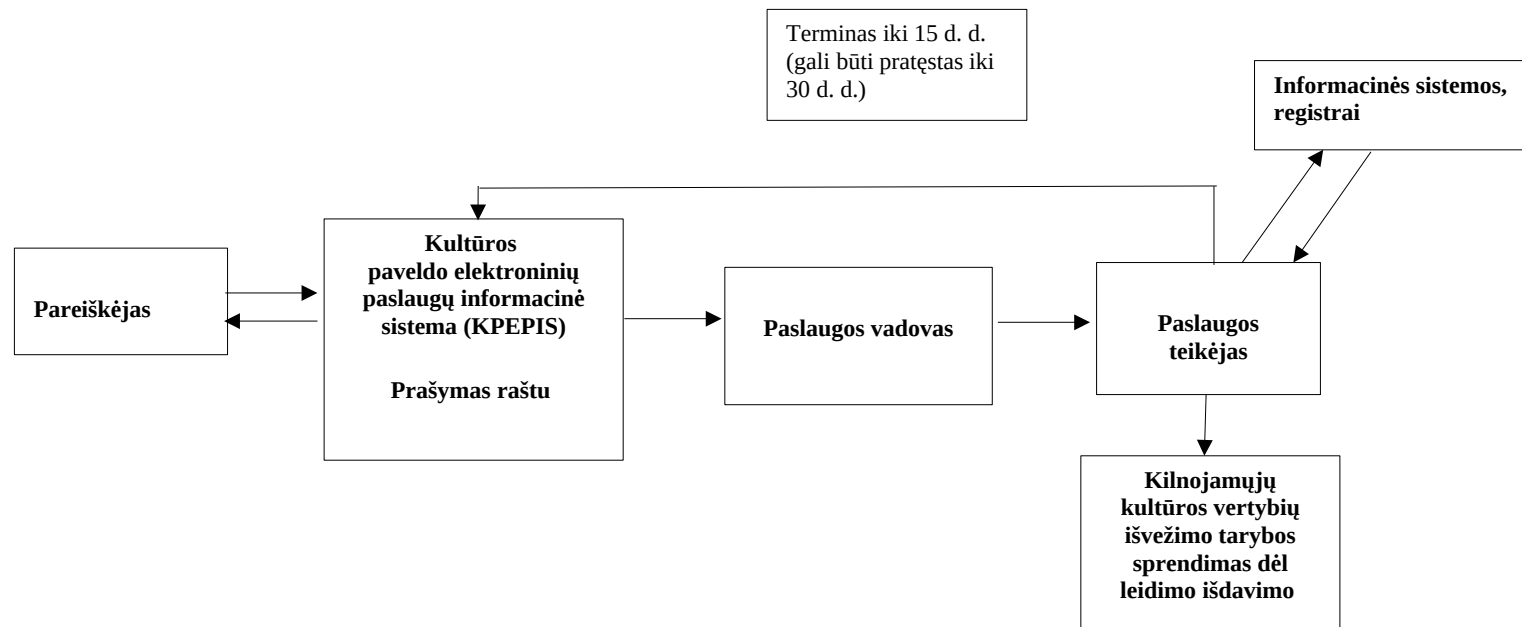 Terminas iki 15 d. d.
(gali būti pratęstas iki
30 d. d.)
Informacinės sistemos,
registrai
Pareiškėjas
Kultūros
paveldo elektroninių
paslaugų informacinė
sistema (KPEPIS)
Prašymas raštu
Paslaugos vadovas
Paslaugos
teikėjas
Kilnojamųjų
kultūros vertybių
išvežimo tarybos
sprendimas dėl
leidimo išdavimo